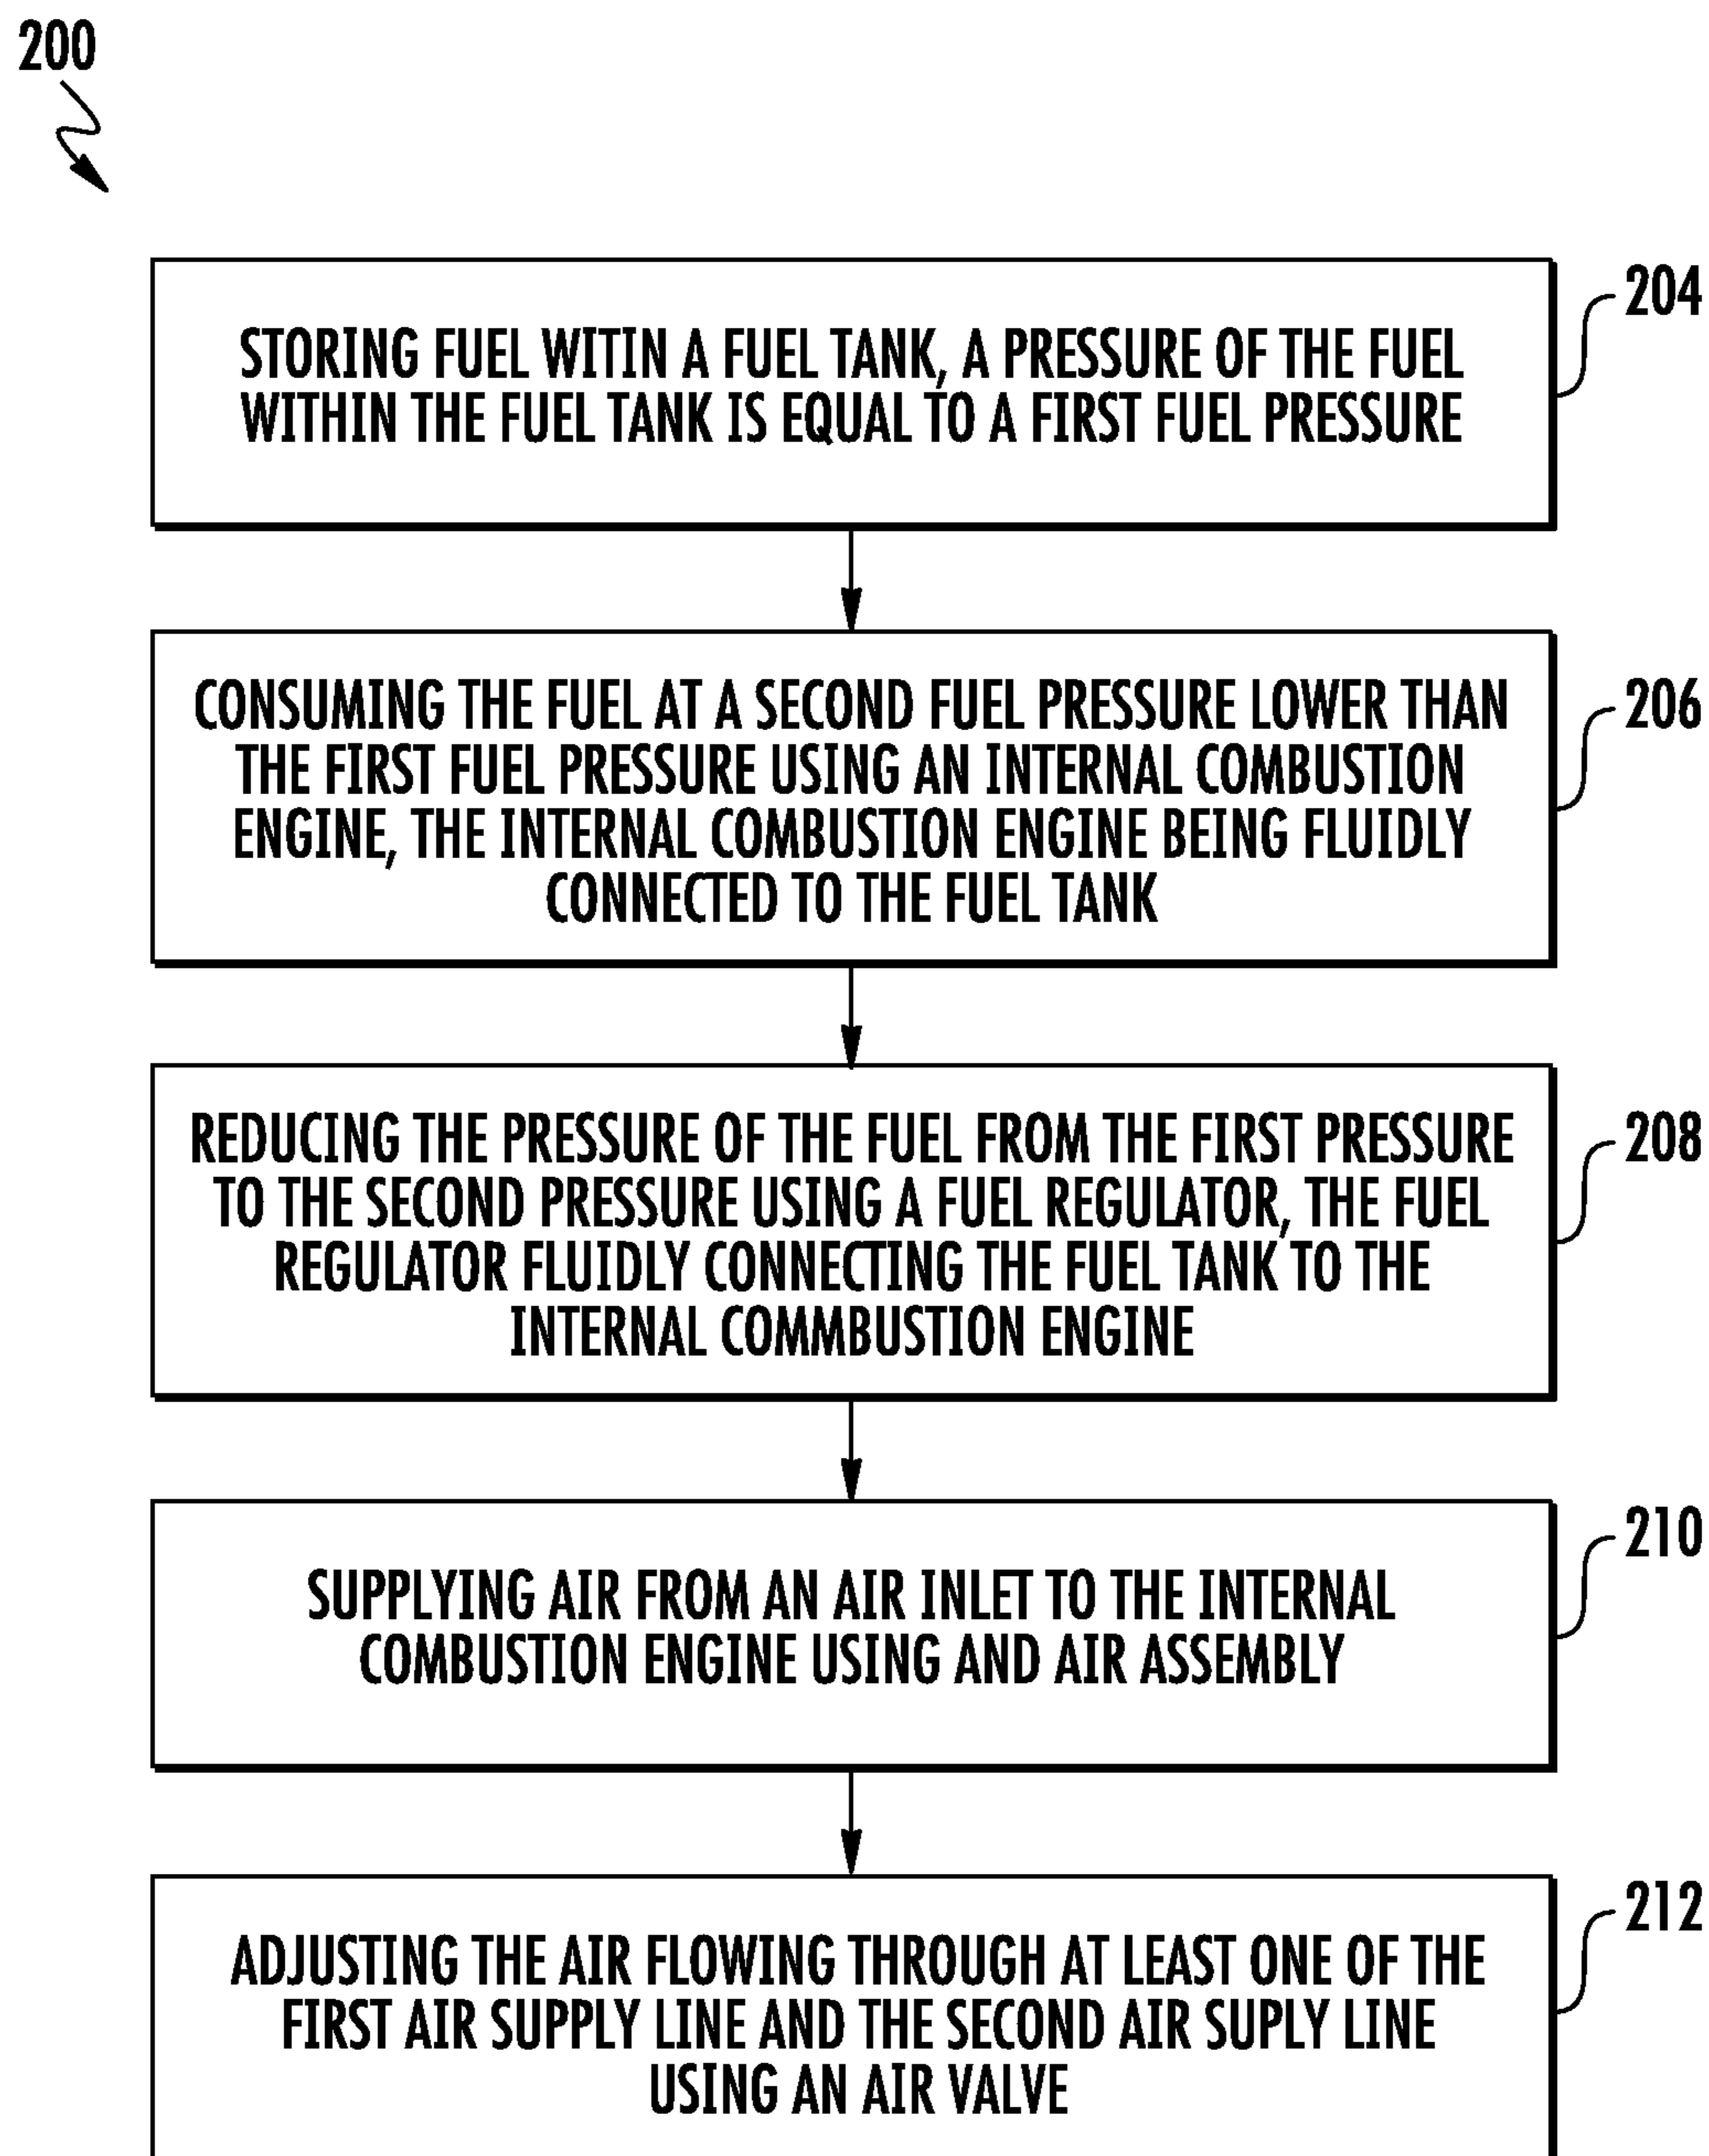 200
204
STORING FUEL WITIN A FUEL TANK, A PRESSURE OF THE FUEL
WITHIN THE FUEL TANK IS EQUAL TO A FIRST FUEL PRESSURE
206
CONSUMING THE FUEL AT A SECOND FUEL PRESSURE LOWER THAN
THE FIRST FUEL PRESSURE USING AN INTERNAL COMBUSTION
ENGINE, THE INTERNAL COMBUSTION ENGINE BEING FLUIDLY
CONNECTED TO THE FUEL TANK
208
REDUCING THE PRESSURE OF THE FUEL FROM THE FIRST PRESSURE
TO THE SECOND PRESSURE USING A FUEL REGULATOR, THE FUEL
REGULATOR FLUIDLY CONNECTING THE FUEL TANK TO THE
INTERNAL COMMBUSTION ENGINE
210
SUPPLYING AIR FROM AN AIR INLET TO THE INTERNAL
COMBUSTION ENGINE USING AND AIR ASSEMBLY
212
ADJUSTING THE AIR FLOWING THROUGH AT LEAST ONE OF THE
FIRST AIR SUPPLY LINE AND THE SECOND AIR SUPLY LINE
USING AN AIR VALVE